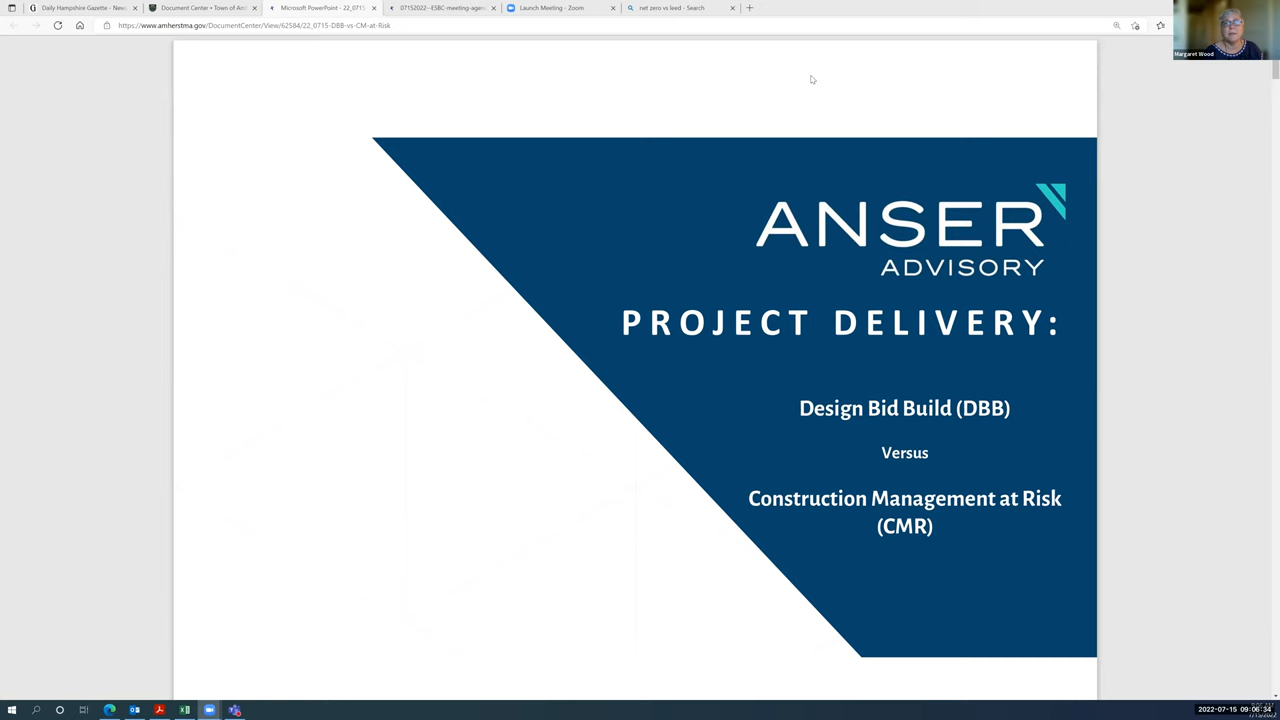 Daily Hampshire Gazette - News
Document Center • Town of Am
Microsoft PowerPoint - 22_0715
07152022--ESBC-meeting-agen
Launch Meeting - Zoom
net zero vs leed - Search
https://www.amherstma.gov/DocumentCenter/View/62584/22_0715-DBB-vs-CM-at-Risk
Margaret Wood
ANSER
ADVISORY
PROJECT DELIVERY:
Design Bid Build (DBB)
Versus
Construction Management at Risk
(CMR)
2022-07-15 09:06:34